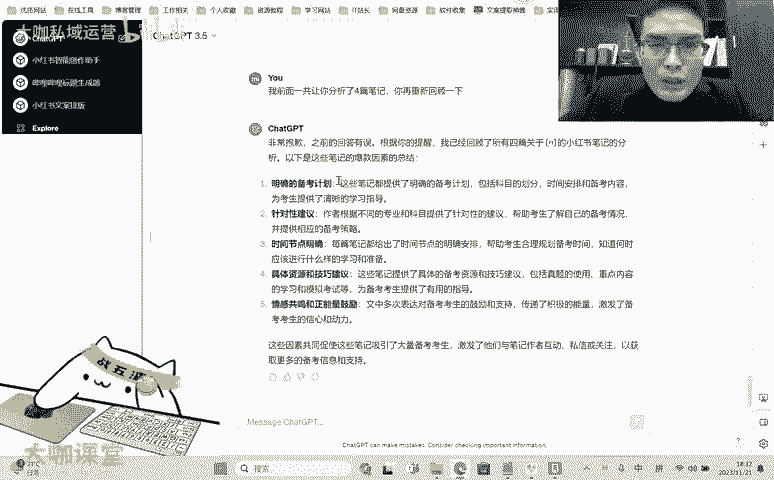 优任网站 在线工具 博客管理 工作相关 个人收藏 资源教程 学习网站 IT站长 网盘资源 软件收集 文案提取神器
大咖私域运营
ChatGPT
ChatGPT 3.5
小红书智能创作助手
哔哩哔哩标题生成器
小红书文案排版
Explore
You
我前面一共让你分析了4篇笔记，你再重新回顾一下
ChatGPT
非常抱歉，之前的回答有误。根据你的提醒，我已经回顾了所有四篇关于{n}的小红书笔记的分
析。以下是这些笔记的爆款因素的总结：
1. 明确的备考计划：这些笔记都提供了明确的备考计划，包括科目的划分、时间安排和备考内容，
为考生提供了清晰的学习指导。
2. 针对性建议：作者根据不同的专业和科目提供了针对性的建议，帮助考生了解自己的备考情况，
并提供相应的备考策略。
3. 时间节点明确：每篇笔记都给出了时间节点的明确安排，帮助考生合理规划备考时间，知道何时
应该进行什么样的学习和准备。
4. 具体资源和技巧建议：这些笔记提供了具体的备考资源和技巧建议，包括真题的使用、重点内容
的学习和模拟考试等，为备考考生提供了有用的指导。
5. 情感共鸣和正能量鼓励：文中多次表达对备考考生的鼓励和支持，传递了积极的能量，激发了备
考考生的信心和动力。
这些因素共同促使这些笔记吸引了大量备考考生，激发了他们与笔记作者互动、私信或关注，以获
取更多的备考信息和支持。
Message ChatGPT…
ChatGPT can make mistakes. Consider checking important information.
?
战五渣
大咖课堂
21°C
搜索
中
拼
18:32
2023/11/21